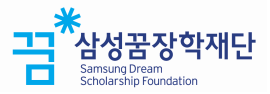 꿈
삼성꿈장학재단
Samsung Dream
Scholarship Foundation